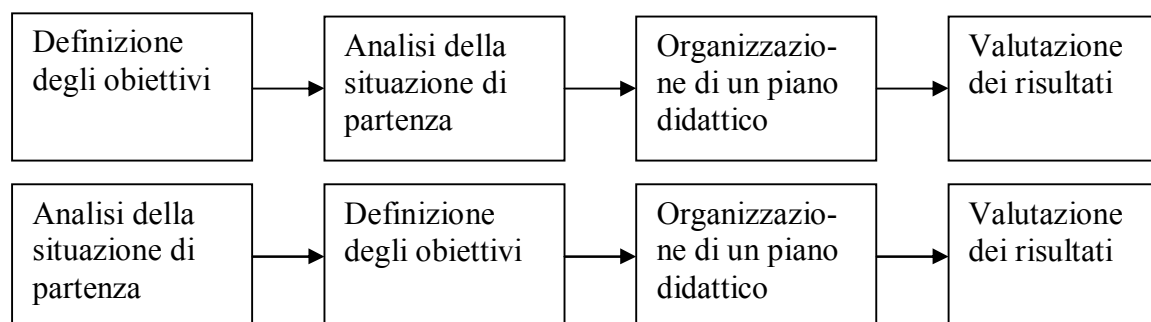 Definizione
degli obiettivi
Analisi della
situazione di
partenza
Organizzazio-
ne di un piano
didattico
Valutazione
dei risultati
Analisi della
situazione di
partenza
Definizione
degli obiettivi
Organizzazio-
ne di un piano
didattico
Valutazione
dei risultati